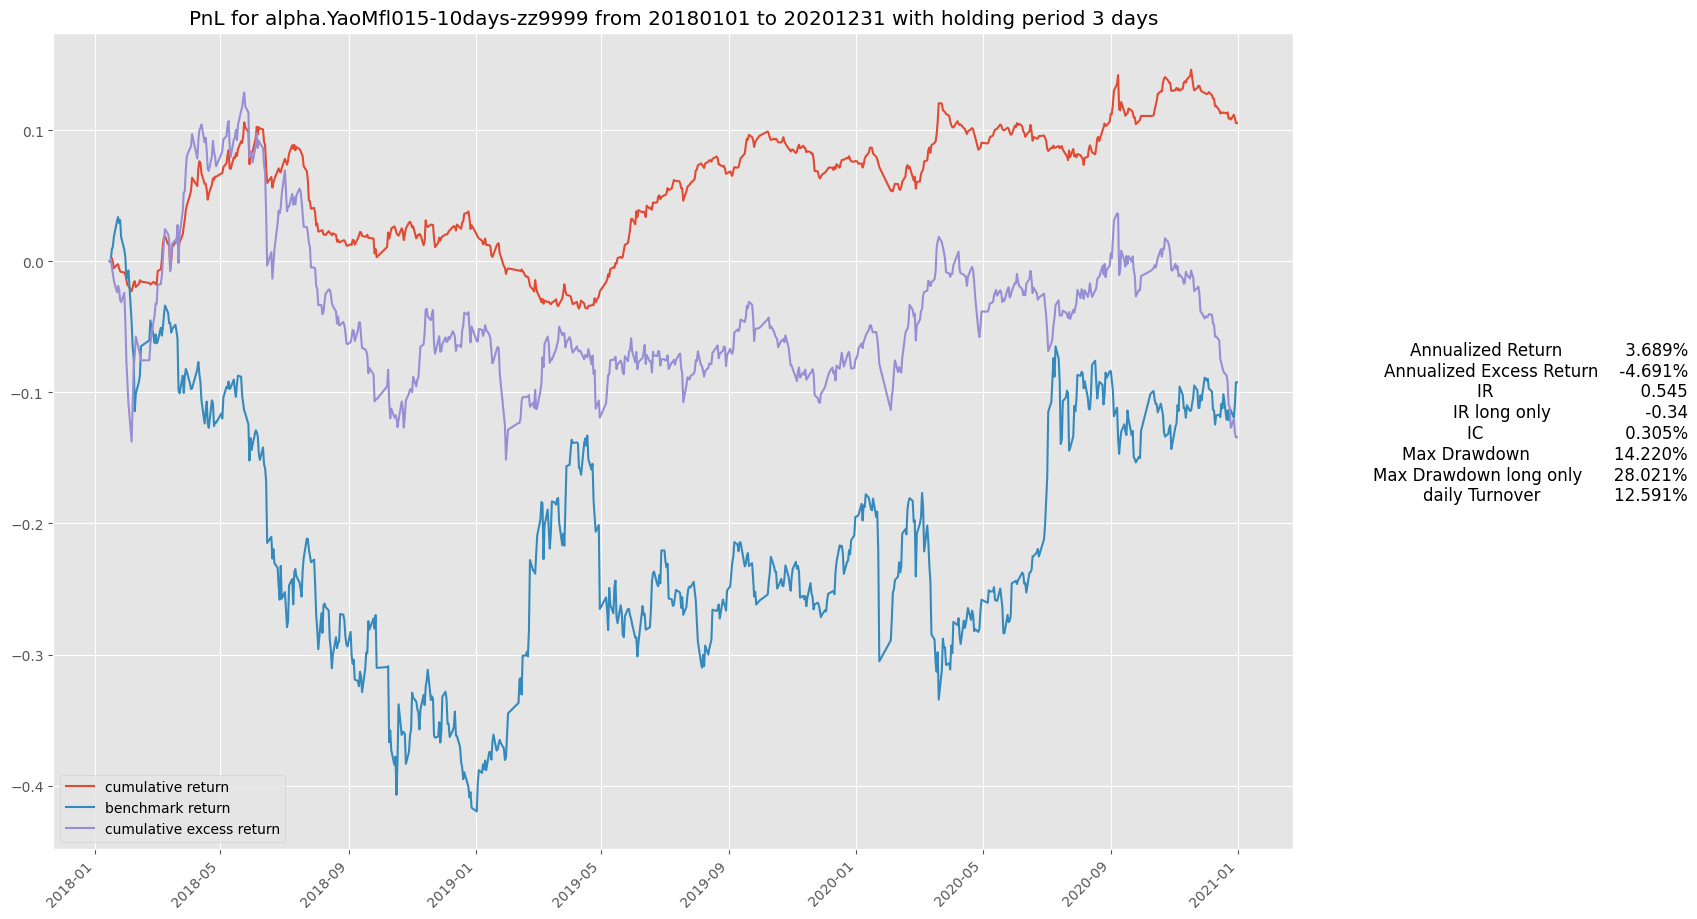 PnL for alpha.YaoMfl015-10days-zz9999 from 20180101 to 20201231 with holding period 3 days
0.1
0.0
−0.1
−0.2
−0.3
−0.4
cumulative return
benchmark return
cumulative excess return
2018-01
2018-05
2018-09
2019-01
2019-05
2019-09
2020-01
2020-05
2020-09
2021-01
Annualized Return 3.689%
Annualized Excess Return -4.691%
IR 0.545
IR long only -0.34
IC 0.305%
Max Drawdown 14.220%
Max Drawdown long only 28.021%
daily Turnover 12.591%